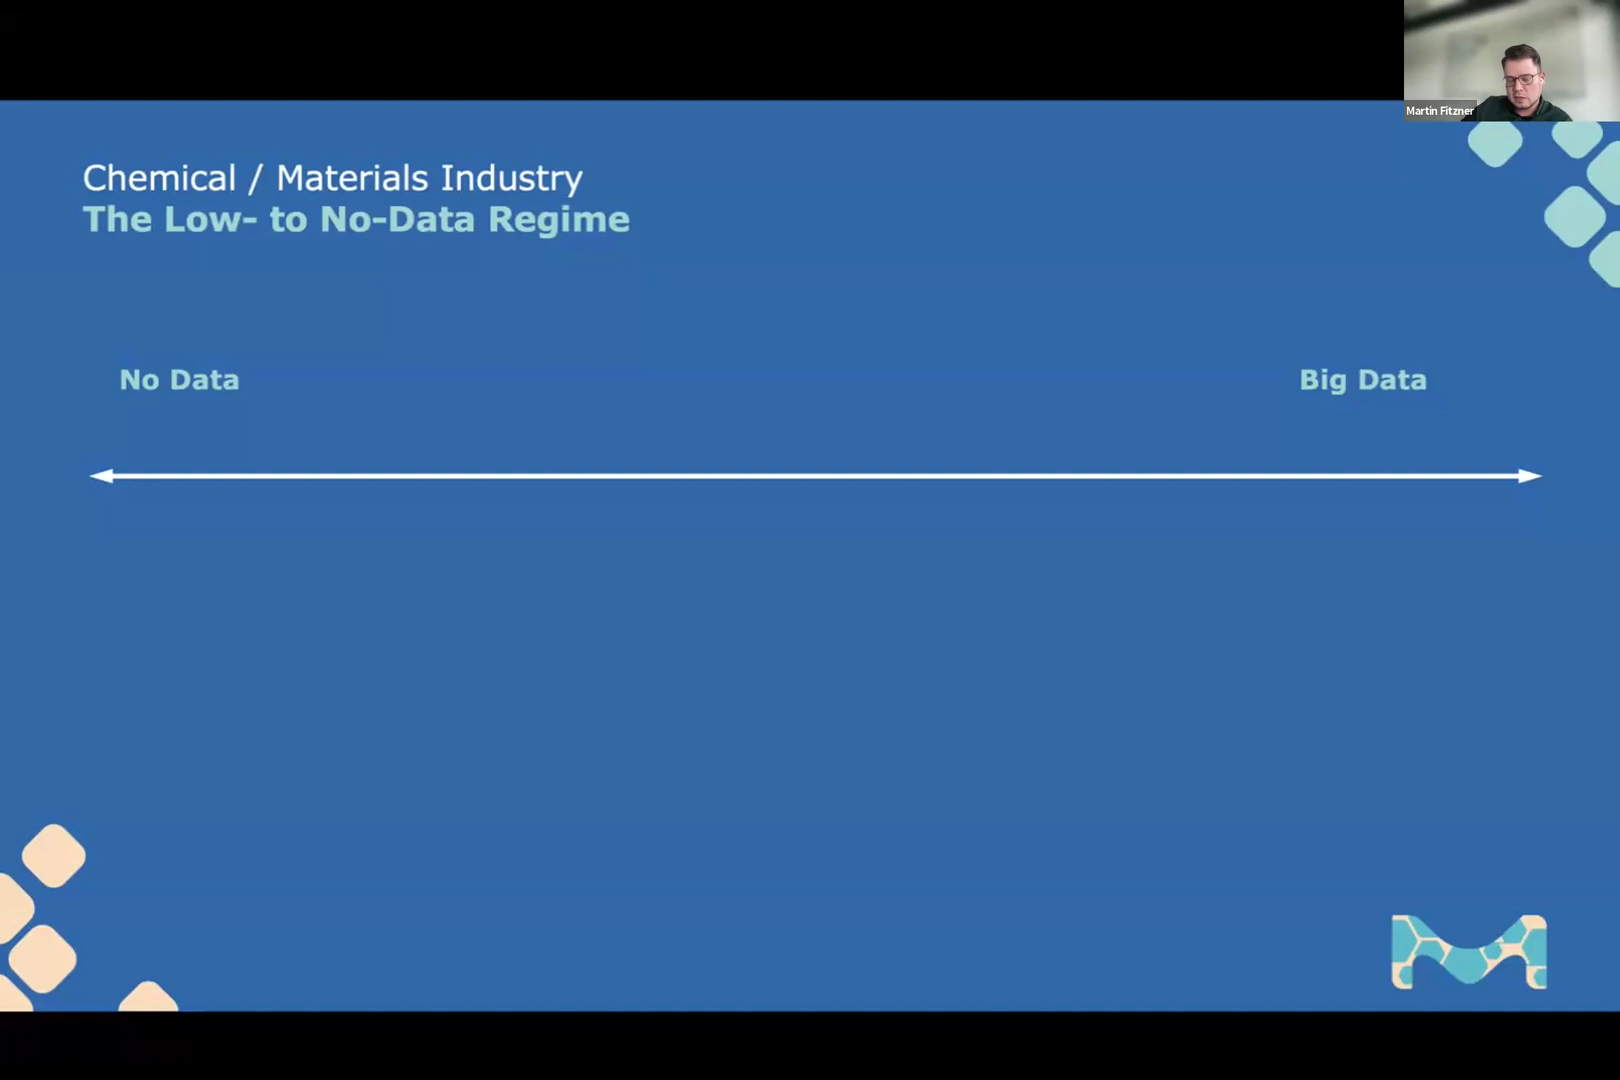 Martin Fitzner
Chemical / Materials Industry
The Low- to No-Data Regime
No Data
Big Data